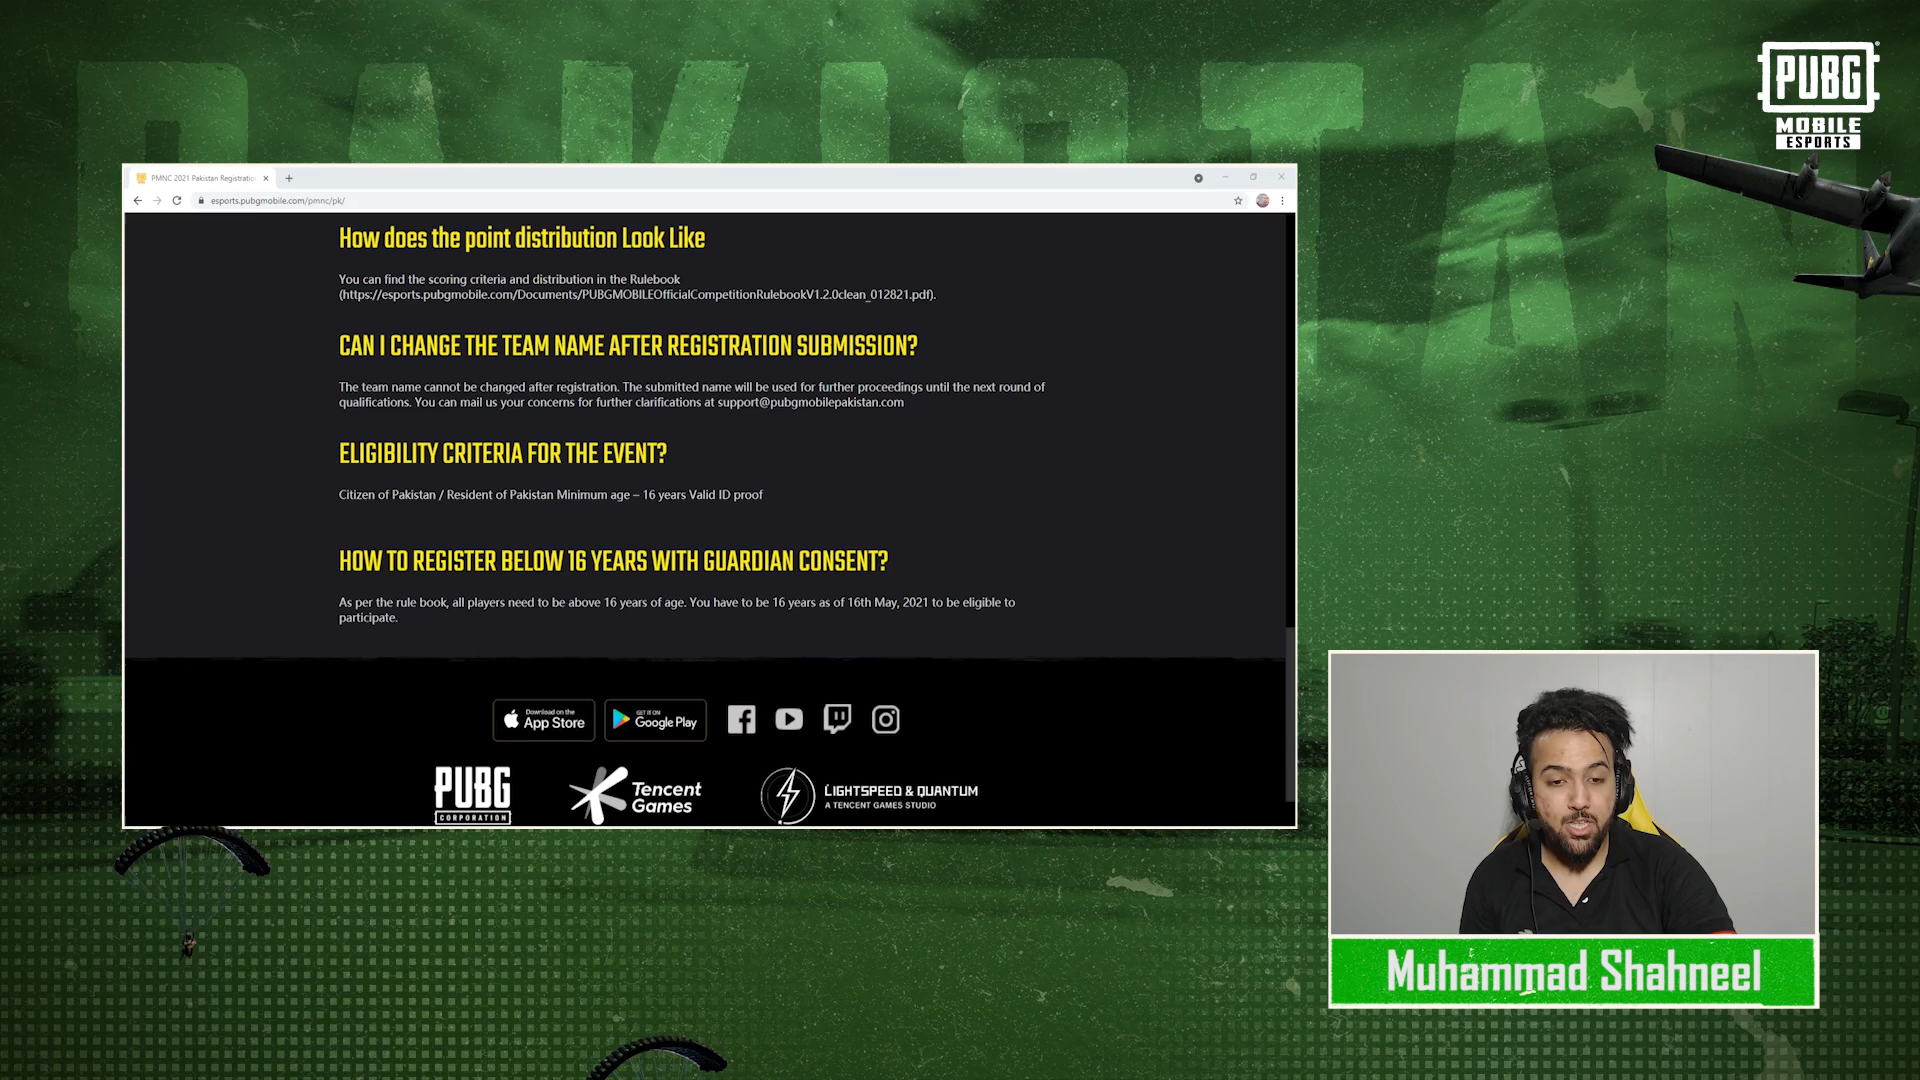 PAKISTAN
PUBG
MOBILE
ESPORTS
PMNC 2021 Pakistan Registratio
esports.pubgmobile.com/pmnc/pk/
How does the point distribution Look Like
You can find the scoring criteria and distribution in the Rulebook
(https://esports.pubgmobile.com/Documents/PUBGMOBILEOfficialCompetitionRulebookV1.2.0clean_012821.pdf).
CAN I CHANGE THE TEAM NAME AFTER REGISTRATION SUBMISSION?
The team name cannot be changed after registration. The submitted name will be used for further proceedings until the next round of
qualifications. You can mail us your concerns for further clarifications at support@pubgmobilepakistan.com
ELIGIBILITY CRITERIA FOR THE EVENT?
Citizen of Pakistan / Resident of Pakistan Minimum age – 16 years Valid ID proof
HOW TO REGISTER BELOW 16 YEARS WITH GUARDIAN CONSENT?
As per the rule book, all players need to be above 16 years of age. You have to be 16 years as of 16th May, 2021 to be eligible to
participate.
Download on the
App Store
GET IT ON
Google Play
PUBG
CORPORATION
Tencent
Games
LIGHTSPEED & QUANTUM
A TENCENT GAMES STUDIO
Muhammad Shahneel